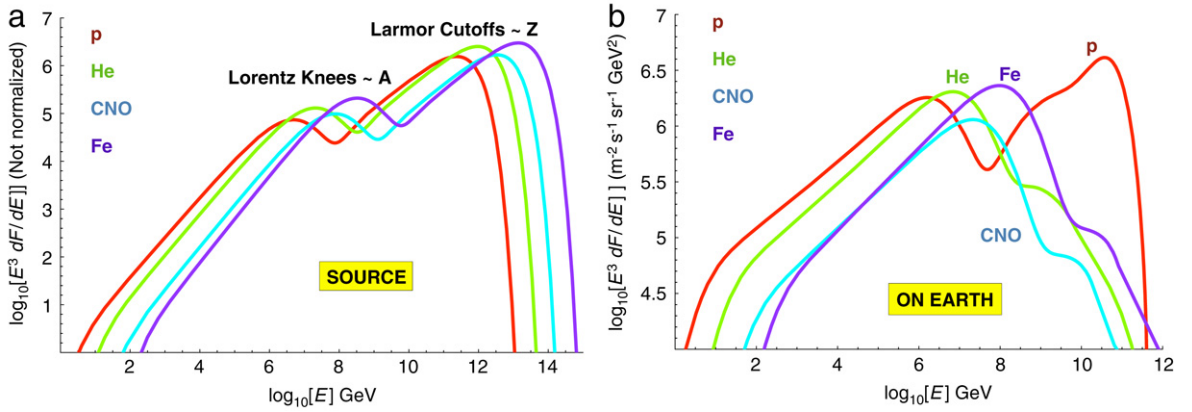 a
log₁₀[E³ dF/dE]] (Not normalized)
7
6
5
4
3
2
1
p
He
CNO
Fe
Larmor Cutoffs ~ Z
Lorentz Knees ~ A
SOURCE
2 4 6 8 10 12 14
log₁₀[E] GeV
b
log₁₀[E³ dF/dE] ] (m⁻² s⁻¹ sr⁻¹ GeV²)
7
6.5
6
5.5
5
4.5
p
He
CNO
Fe
He
Fe
p
CNO
ON EARTH
0 2 4 6 8 10 12
log₁₀[E] GeV